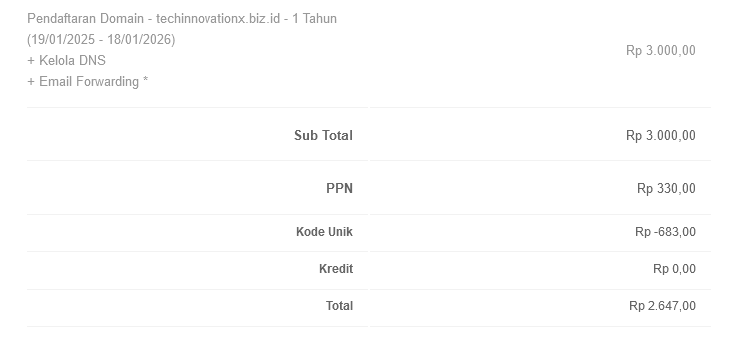 Pendaftaran Domain - techinnovationx.biz.id - 1 Tahun
(19/01/2025 - 18/01/2026)
+ Kelola DNS
+ Email Forwarding *
Rp 3.000,00
Sub Total Rp 3.000,00
PPN Rp 330,00
Kode Unik Rp -683,00
Kredit Rp 0,00
Total Rp 2.647,00